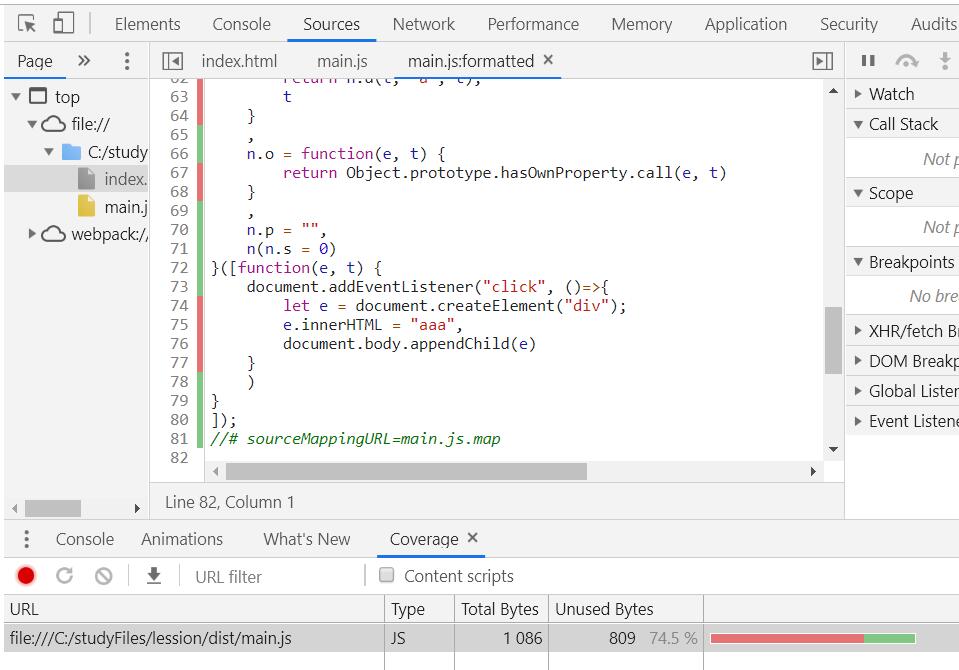 Elements Console Sources Network Performance Memory Application Security Audits
Page » index.html main.js main.js:formatted ×
top
file://
C:/study
index.
main.j
webpack:/
62
63 t
64 }
65 ,
66 n.o = function(e, t) {
67 return Object.prototype.hasOwnProperty.call(e, t)
68 }
69 ,
70 n.p = "",
71 n(n.s = 0)
72 }([function(e, t) {
73 document.addEventListener("click", ()=>{
74 let e = document.createElement("div");
75 e.innerHTML = "aaa",
76 document.body.appendChild(e)
77 }
78 )
79 }
80 ]);
81 //# sourceMappingURL=main.js.map
82
Line 82, Column 1
Watch
Call Stack
Not p
Scope
Not p
Breakpoints
No bre
XHR/fetch B
DOM Breakp
Global Listen
Event Listene
Console Animations What's New Coverage ×
URL filter Content scripts
URL Type Total Bytes Unused Bytes
file:///C:/studyFiles/lession/dist/main.js JS 1 086 809 74.5 %